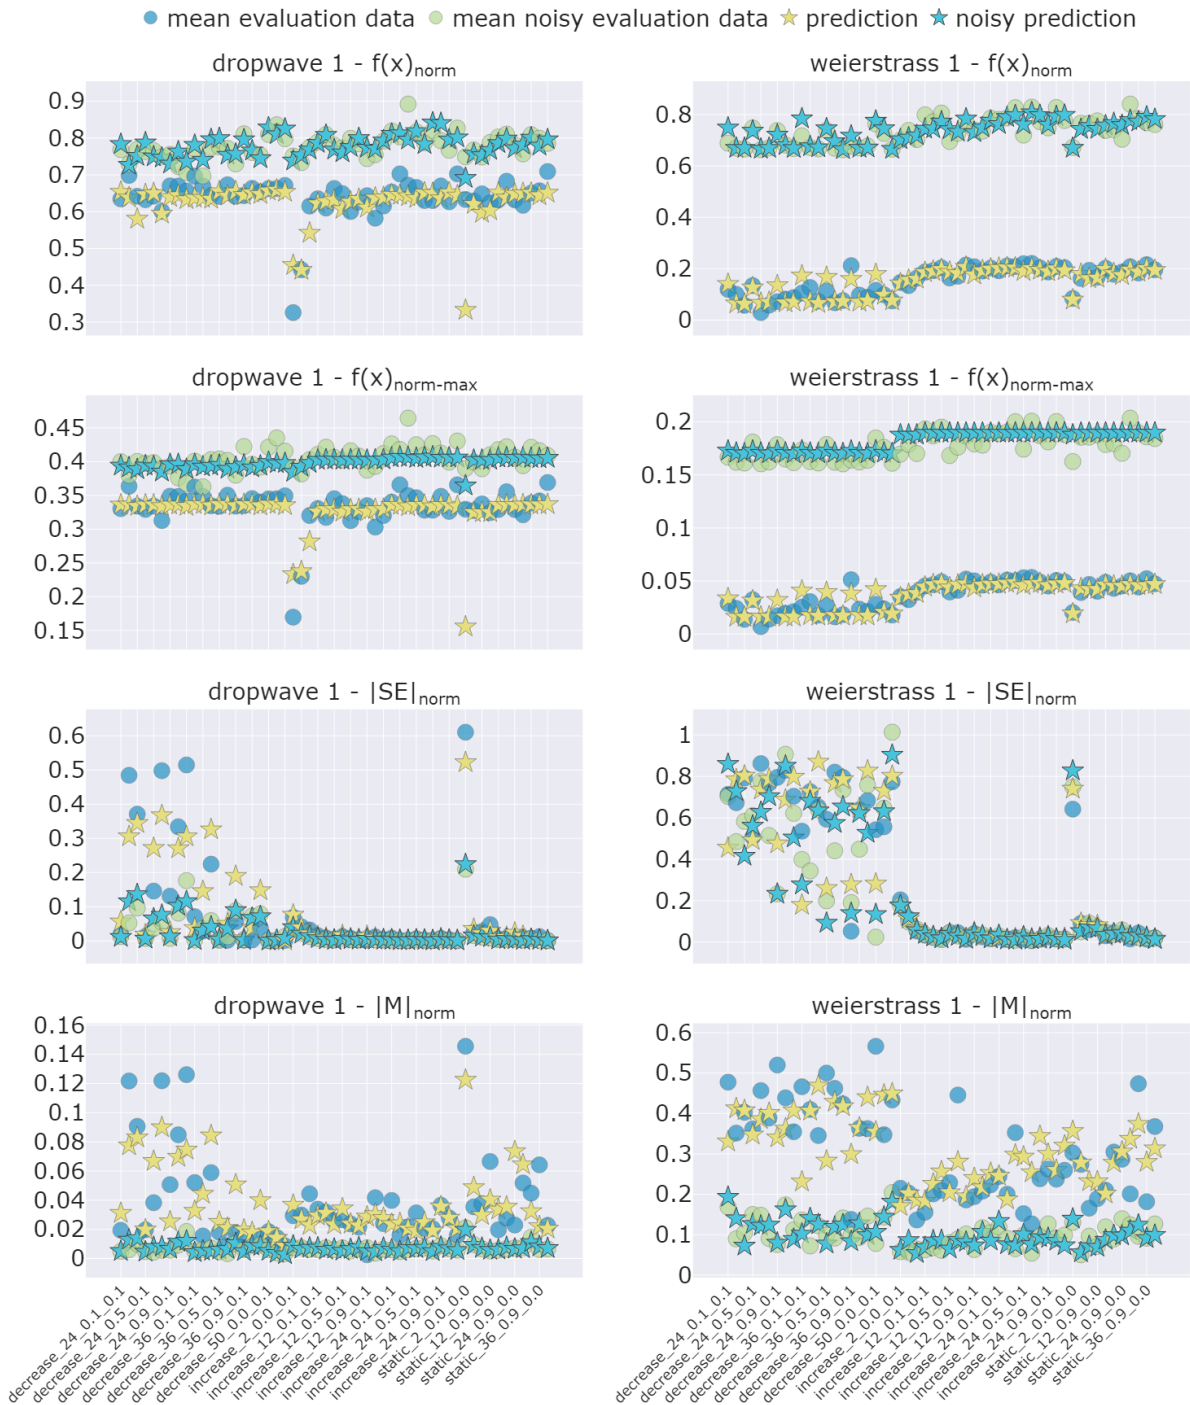 mean evaluation data mean noisy evaluation data prediction noisy prediction
dropwave 1 - f(x)norm
weierstrass 1 - f(x)norm
0.9
0.8
0.7
0.6
0.5
0.4
0.3
0.8
0.6
0.4
0.2
0
dropwave 1 - f(x)norm-max
weierstrass 1 - f(x)norm-max
0.45
0.4
0.35
0.3
0.25
0.2
0.15
0.2
0.15
0.1
0.05
0
dropwave 1 - |SE|norm
weierstrass 1 - |SE|norm
0.6
0.5
0.4
0.3
0.2
0.1
0
1
0.8
0.6
0.4
0.2
0
dropwave 1 - |M|norm
weierstrass 1 - |M|norm
0.16
0.14
0.12
0.1
0.08
0.06
0.04
0.02
0
0.6
0.5
0.4
0.3
0.2
0.1
0
decrease_24_0.1_0.1
decrease_24_0.5_0.1
decrease_24_0.9_0.1
decrease_36_0.1_0.1
decrease_36_0.5_0.1
decrease_36_0.9_0.1
decrease_50_0.0_0.1
increase_2_0.0_0.1
increase_12_0.1_0.1
increase_12_0.5_0.1
increase_12_0.9_0.1
increase_24_0.1_0.1
increase_24_0.5_0.1
increase_24_0.9_0.1
static_2_0.0_0.0
static_12_0.9_0.0
static_24_0.9_0.0
static_36_0.9_0.0
decrease_24_0.1_0.1
decrease_24_0.5_0.1
decrease_24_0.9_0.1
decrease_36_0.1_0.1
decrease_36_0.5_0.1
decrease_36_0.9_0.1
decrease_50_0.0_0.1
increase_2_0.0_0.1
increase_12_0.1_0.1
increase_12_0.5_0.1
increase_12_0.9_0.1
increase_24_0.1_0.1
increase_24_0.5_0.1
increase_24_0.9_0.1
static_2_0.0_0.0
static_12_0.9_0.0
static_24_0.9_0.0
static_36_0.9_0.0